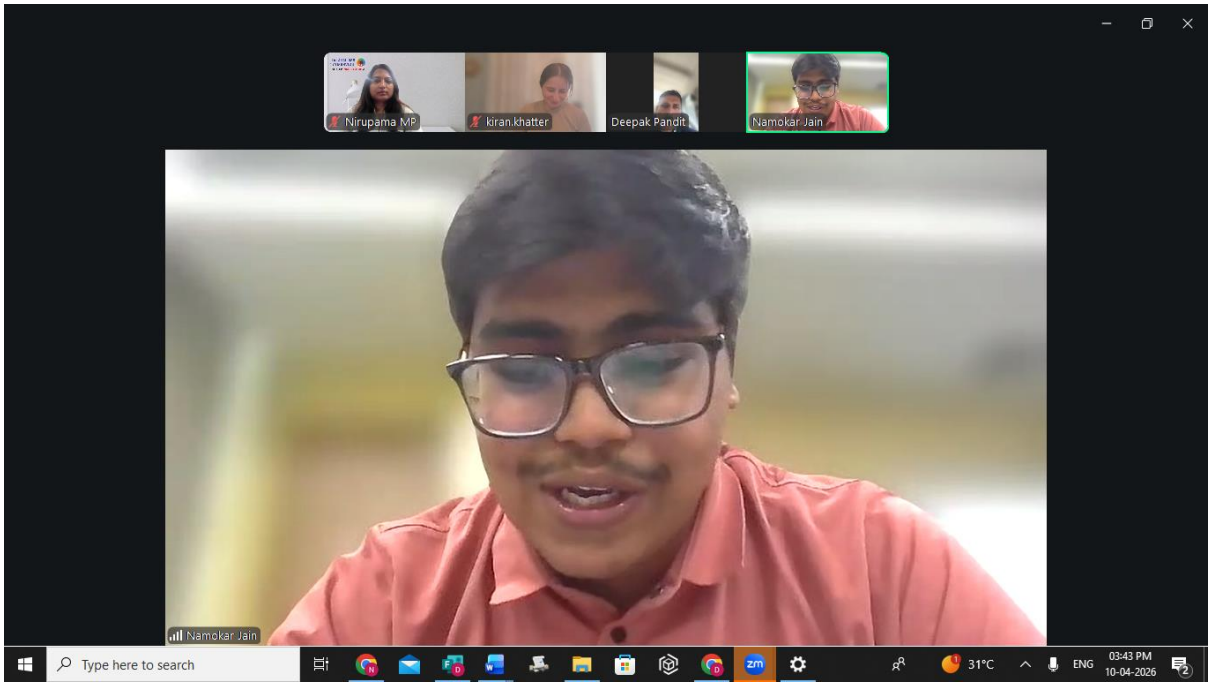 Nirupama MP
kiran.khatter
Deepak Pandit
Namokar Jain
Namokar Jain
Type here to search
zm
1
31°C
ENG
03:43 PM
10-04-2026
2